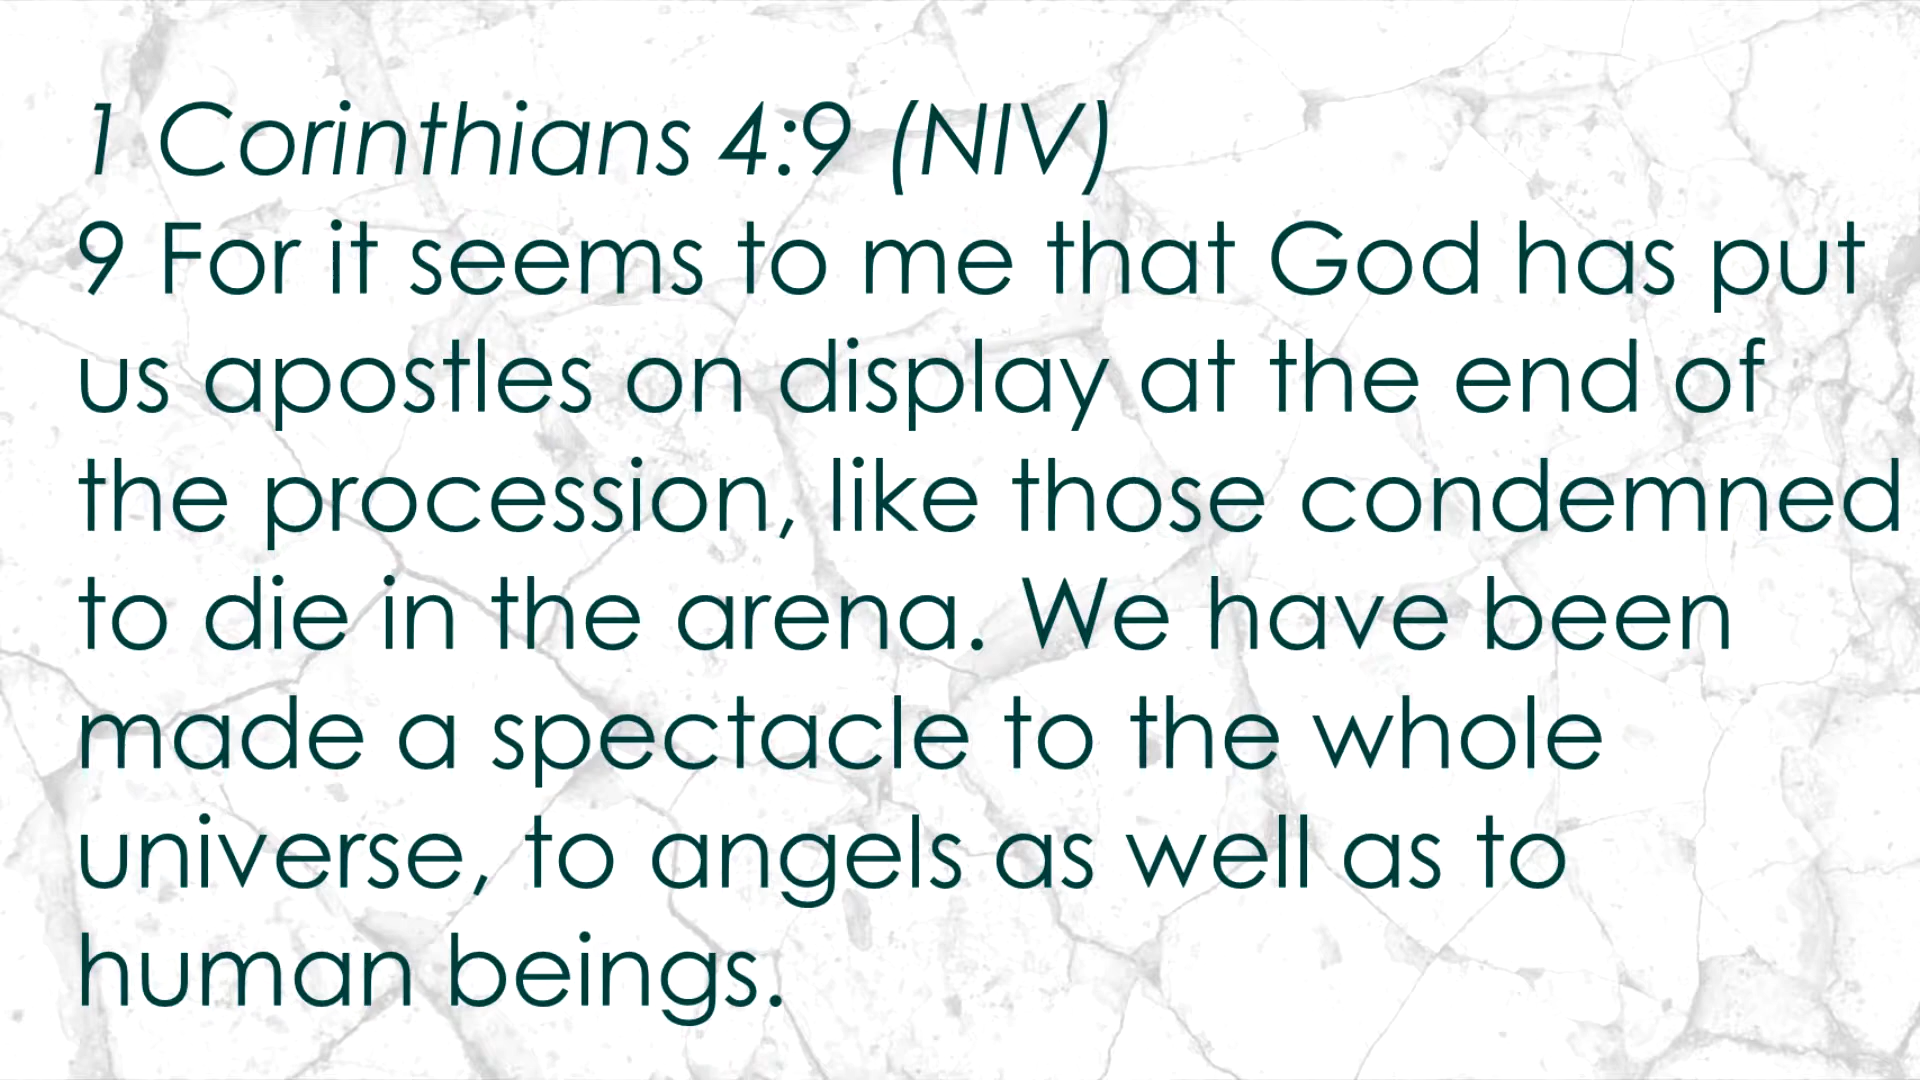 1 Corinthians 4:9 (NIV)
9 For it seems to me that God has put
us apostles on display at the end of
the procession, like those condemned
to die in the arena. We have been
made a spectacle to the whole
universe, to angels as well as to
human beings.